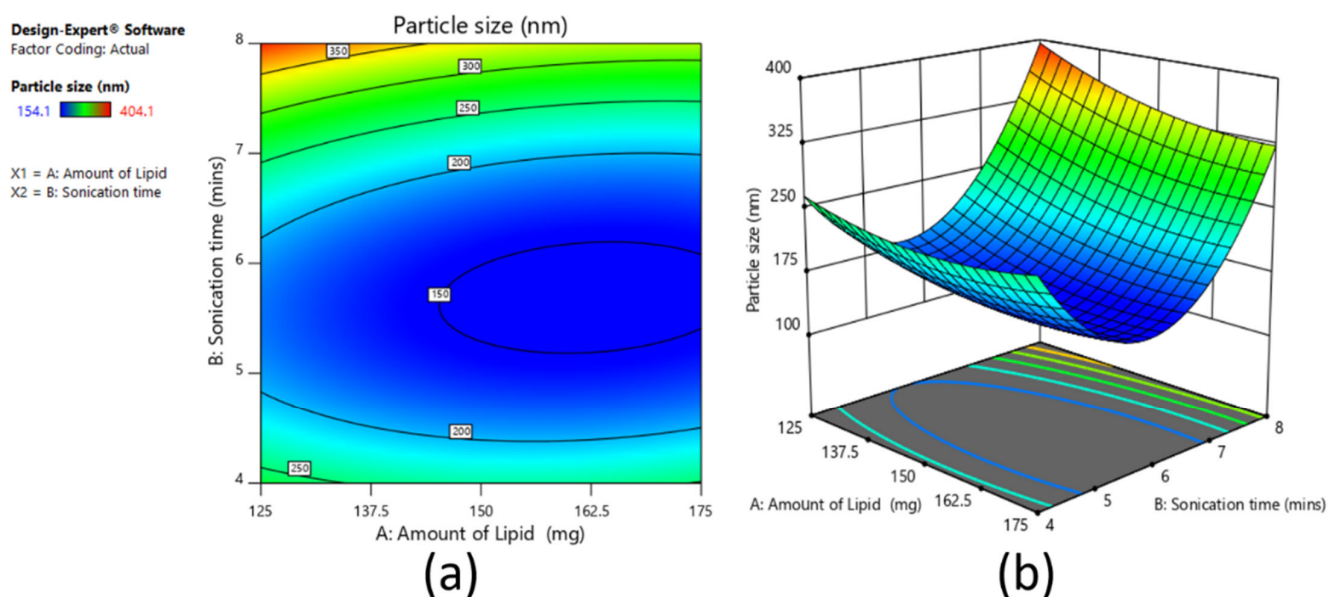 Design-Expert® Software
Factor Coding: Actual
Particle size (nm)
154.1 404.1
X1 = A: Amount of Lipid
X2 = B: Sonication time
Particle size (nm)
8
7
6
5
4
B: Sonication time (mins)
350
300
250
200
150
200
250
125 137.5 150 162.5 175
A: Amount of Lipid (mg)
(a)
400
325
250
175
100
Particle size (nm)
125
137.5
150
162.5
175
A: Amount of Lipid (mg)
4
5
6
7
8
B: Sonication time (mins)
(b)